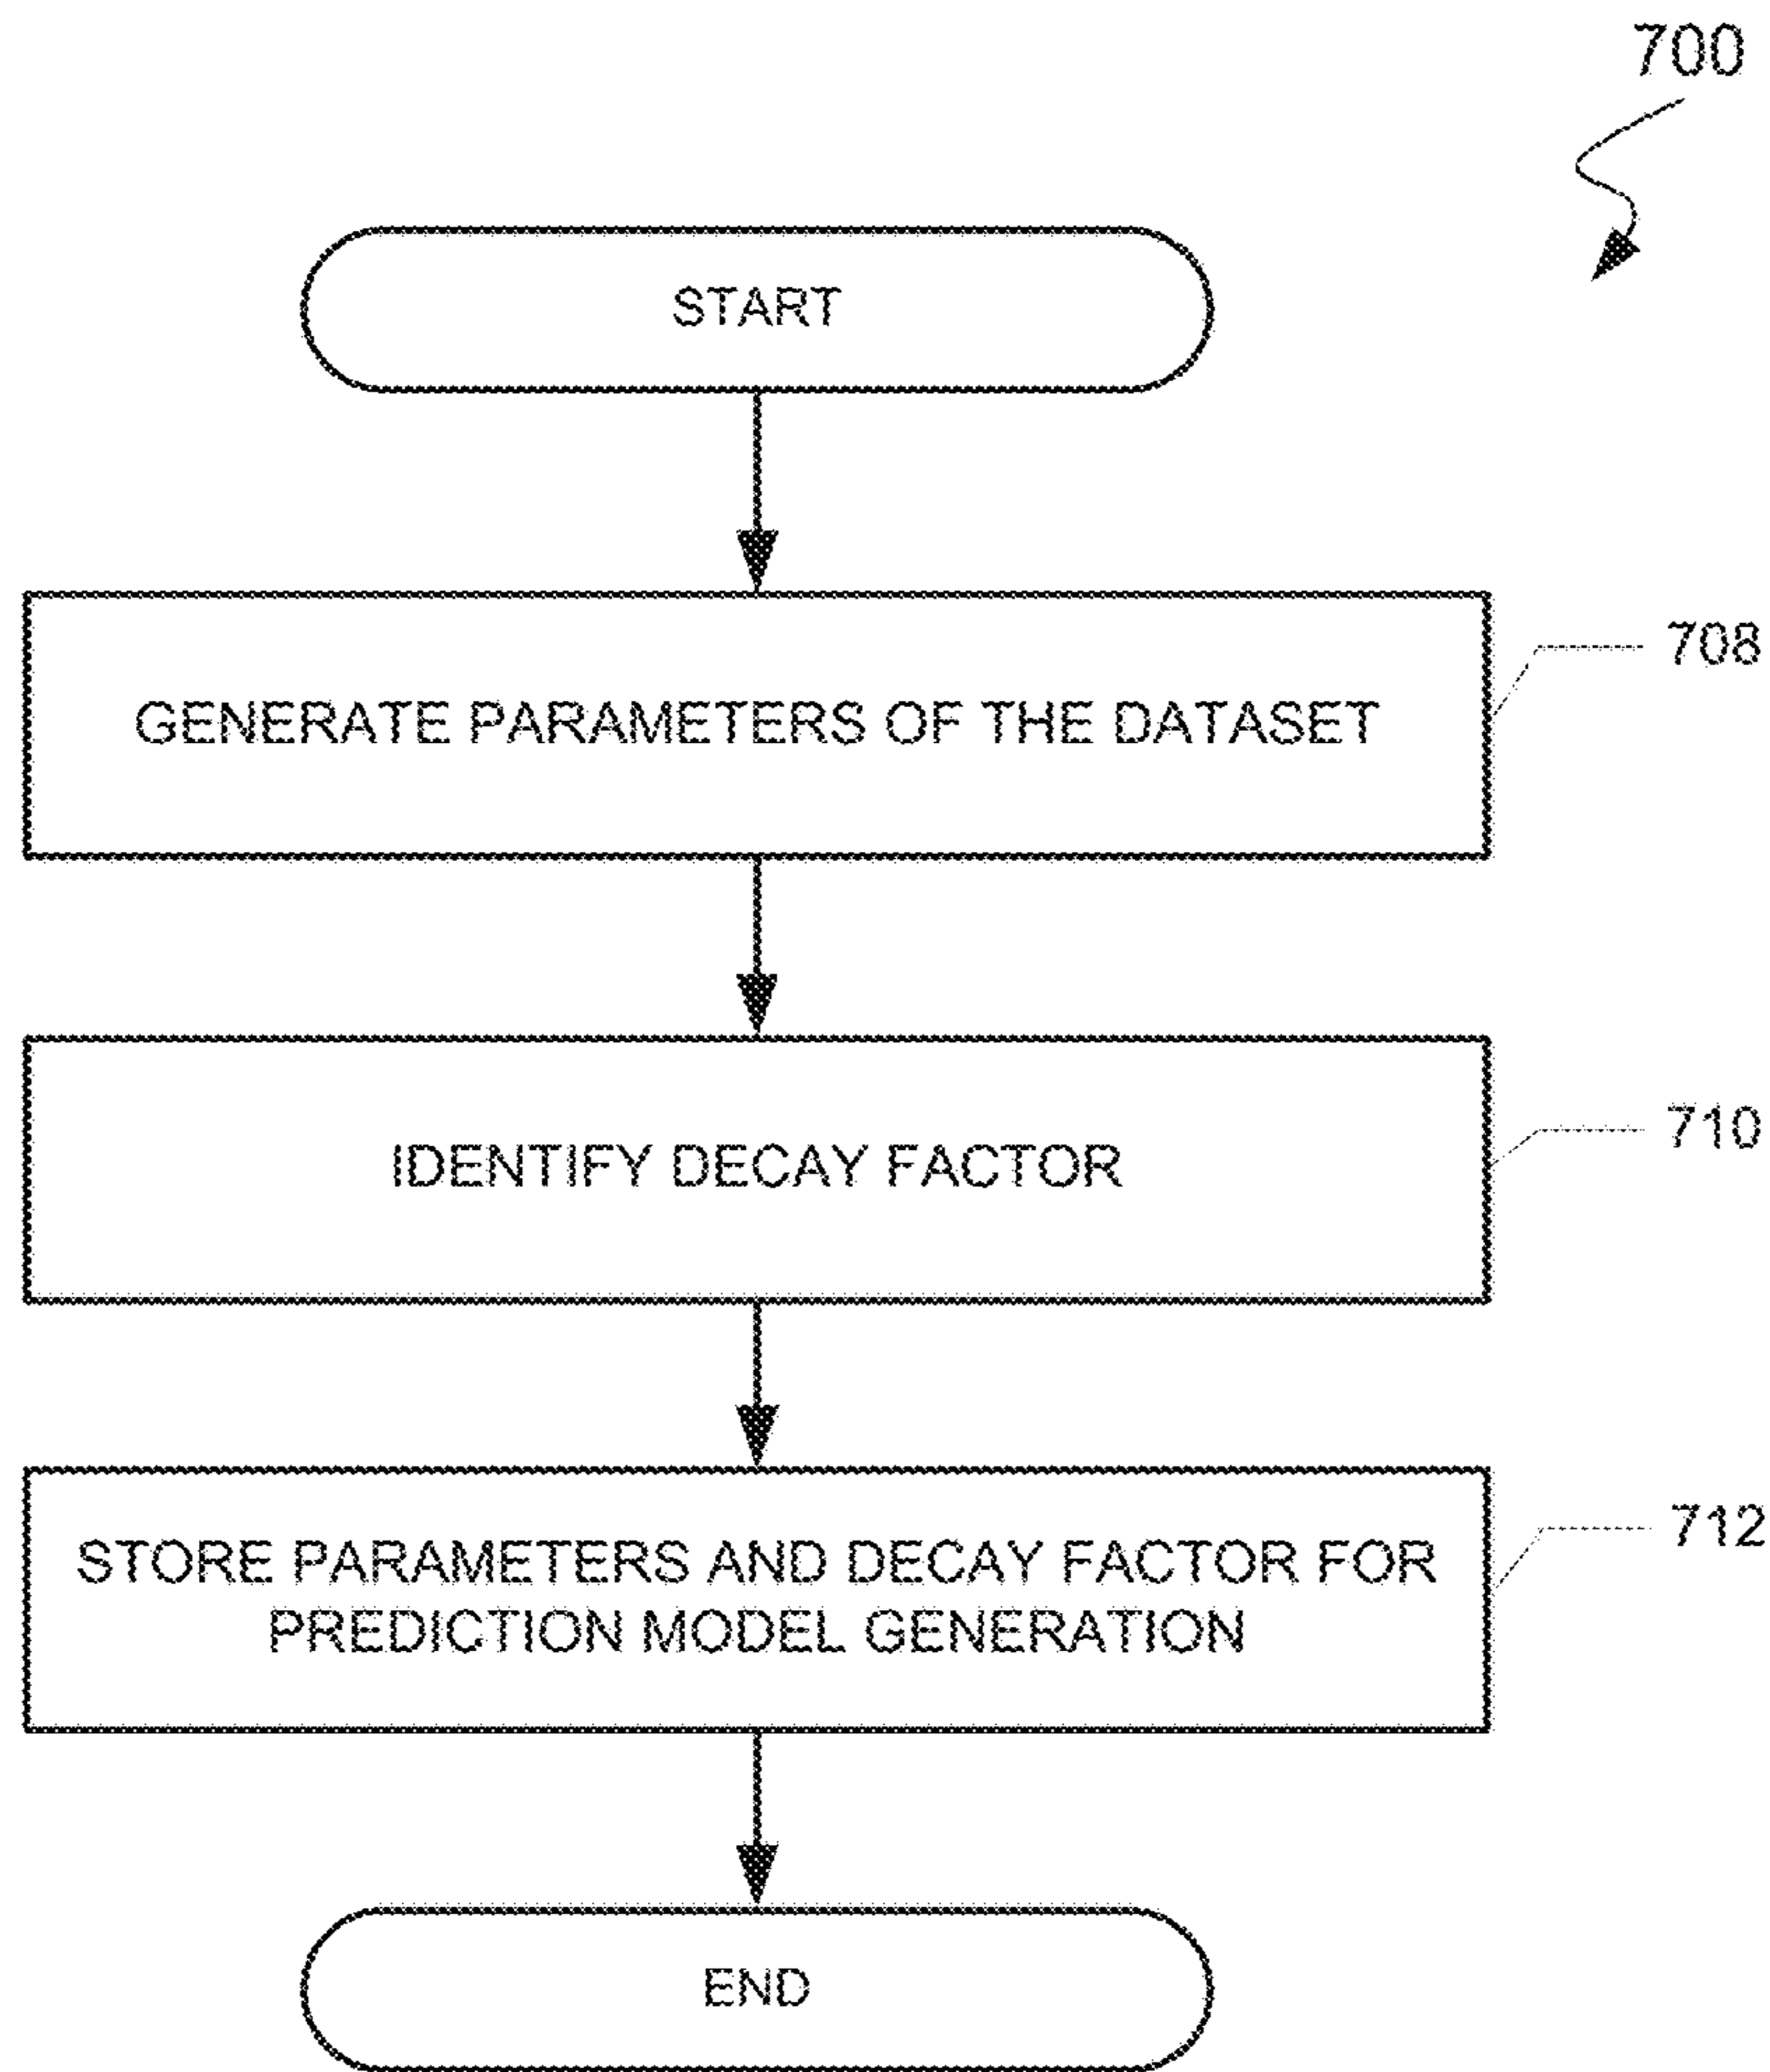 700
START
GENERATE PARAMETERS OF THE DATASET
708
IDENTIFY DECAY FACTOR
710
STORE PARAMETERS AND DECAY FACTOR FOR
PREDICTION MODEL GENERATION
712
END